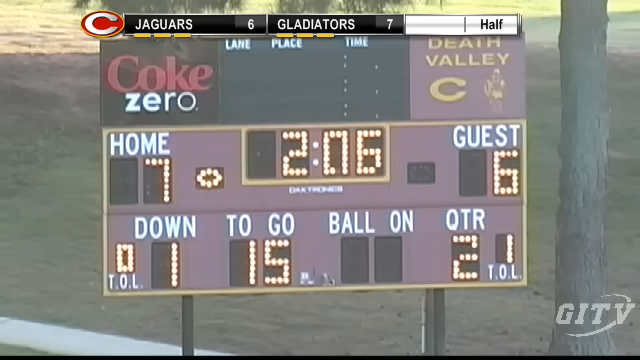 C JAGUARS 6 GLADIATORS 7 Half
LANE PLACE TIME
Coke
zero
DEATH
VALLEY
C
HOME 2:06 GUEST
7 6
DAKTRONICS
DOWN TO GO BALL ON QTR
0 1 15 2 1
T.O.L. T.O.L.
GITV